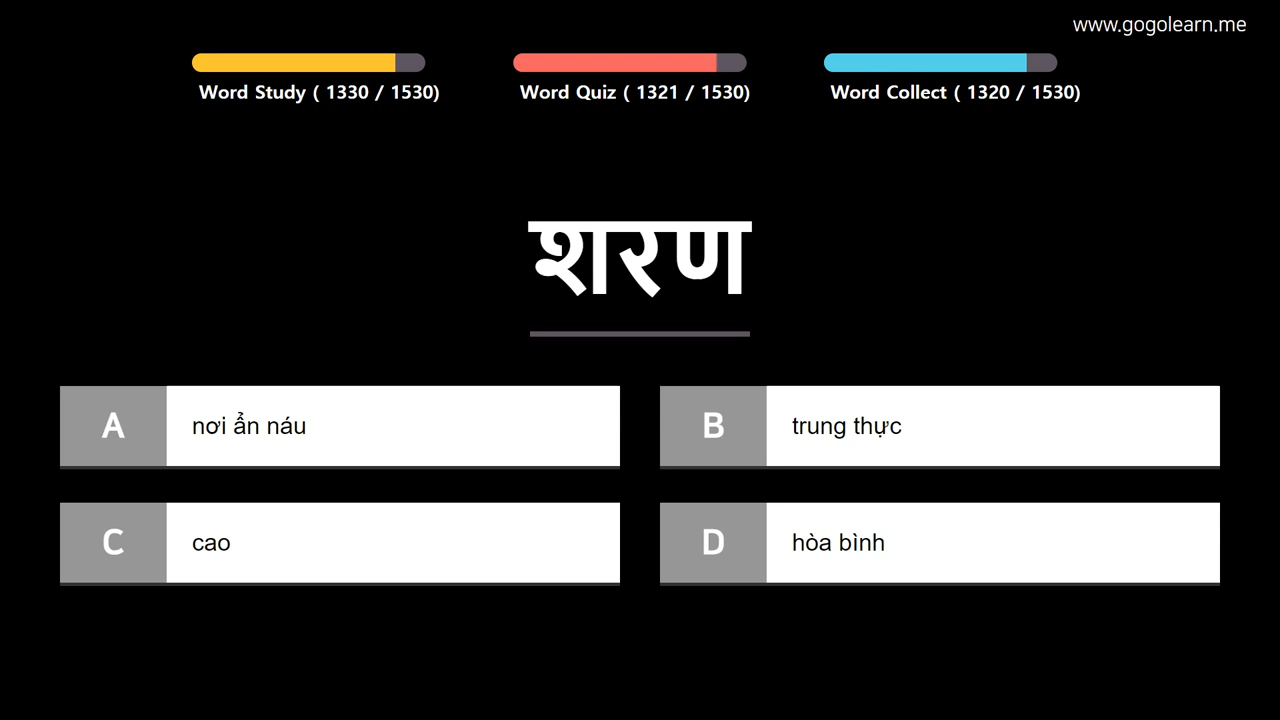 www.gogolearn.me
Word Study ( 1330 / 1530)
Word Quiz ( 1321 / 1530)
Word Collect ( 1320 / 1530)
शरण
A nơi ẩn náu
B trung thực
C cao
D hòa bình